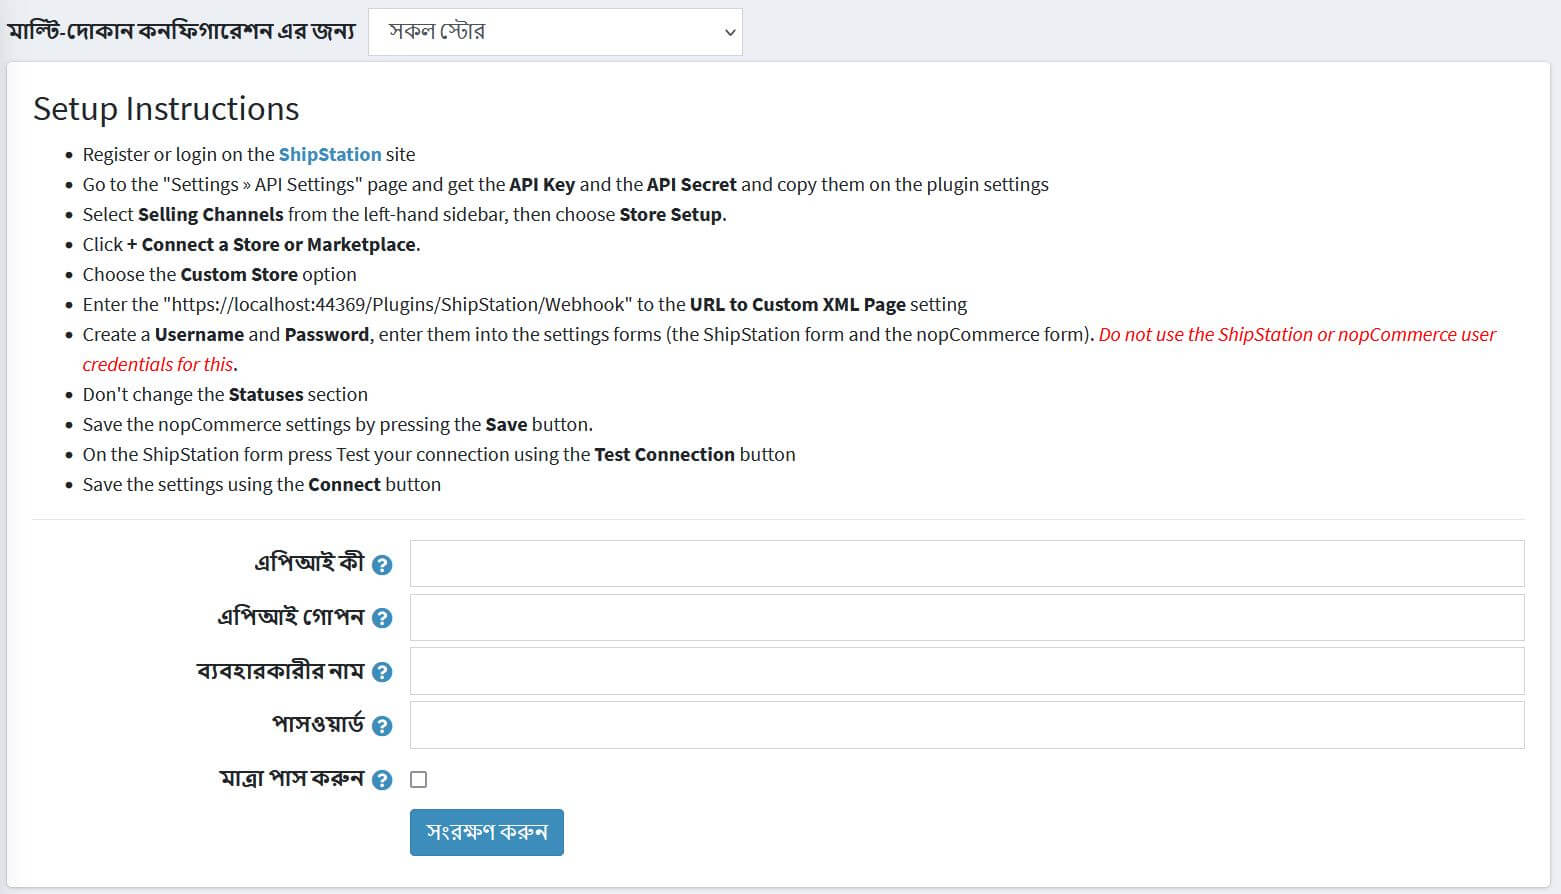 মাল্টি-দোকান কনফিগারেশন এর জন্য সকল স্টোর
Setup Instructions
• Register or login on the ShipStation site
• Go to the "Settings » API Settings" page and get the API Key and the API Secret and copy them on the plugin settings
• Select Selling Channels from the left-hand sidebar, then choose Store Setup.
• Click + Connect a Store or Marketplace.
• Choose the Custom Store option
• Enter the "https://localhost:44369/Plugins/ShipStation/Webhook" to the URL to Custom XML Page setting
• Create a Username and Password, enter them into the settings forms (the ShipStation form and the nopCommerce form). Do not use the ShipStation or nopCommerce user
credentials for this.
• Don't change the Statuses section
• Save the nopCommerce settings by pressing the Save button.
• On the ShipStation form press Test your connection using the Test Connection button
• Save the settings using the Connect button
এপিআই কী ?
এপিআই গোপন ?
ব্যবহারকারীর নাম ?
পাসওয়ার্ড ?
মাত্রা পাস করুন ?
সংরক্ষণ করুন